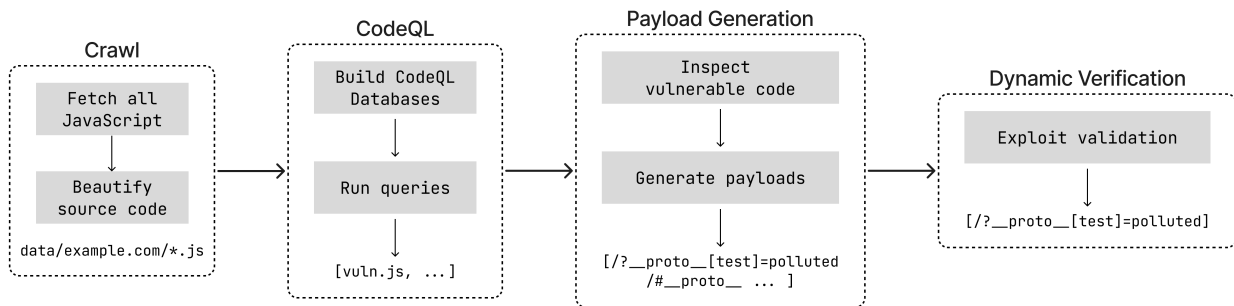 Crawl
Fetch all
JavaScript
Beautify
source code
data/example.com/*.js
CodeQL
Build CodeQL
Databases
Run queries
[vuln.js, ...]
Payload Generation
Inspect
vulnerable code
Generate payloads
[/?__proto__[test]=polluted
/#__proto__ ... ]
Dynamic Verification
Exploit validation
[/?__proto__[test]=polluted]